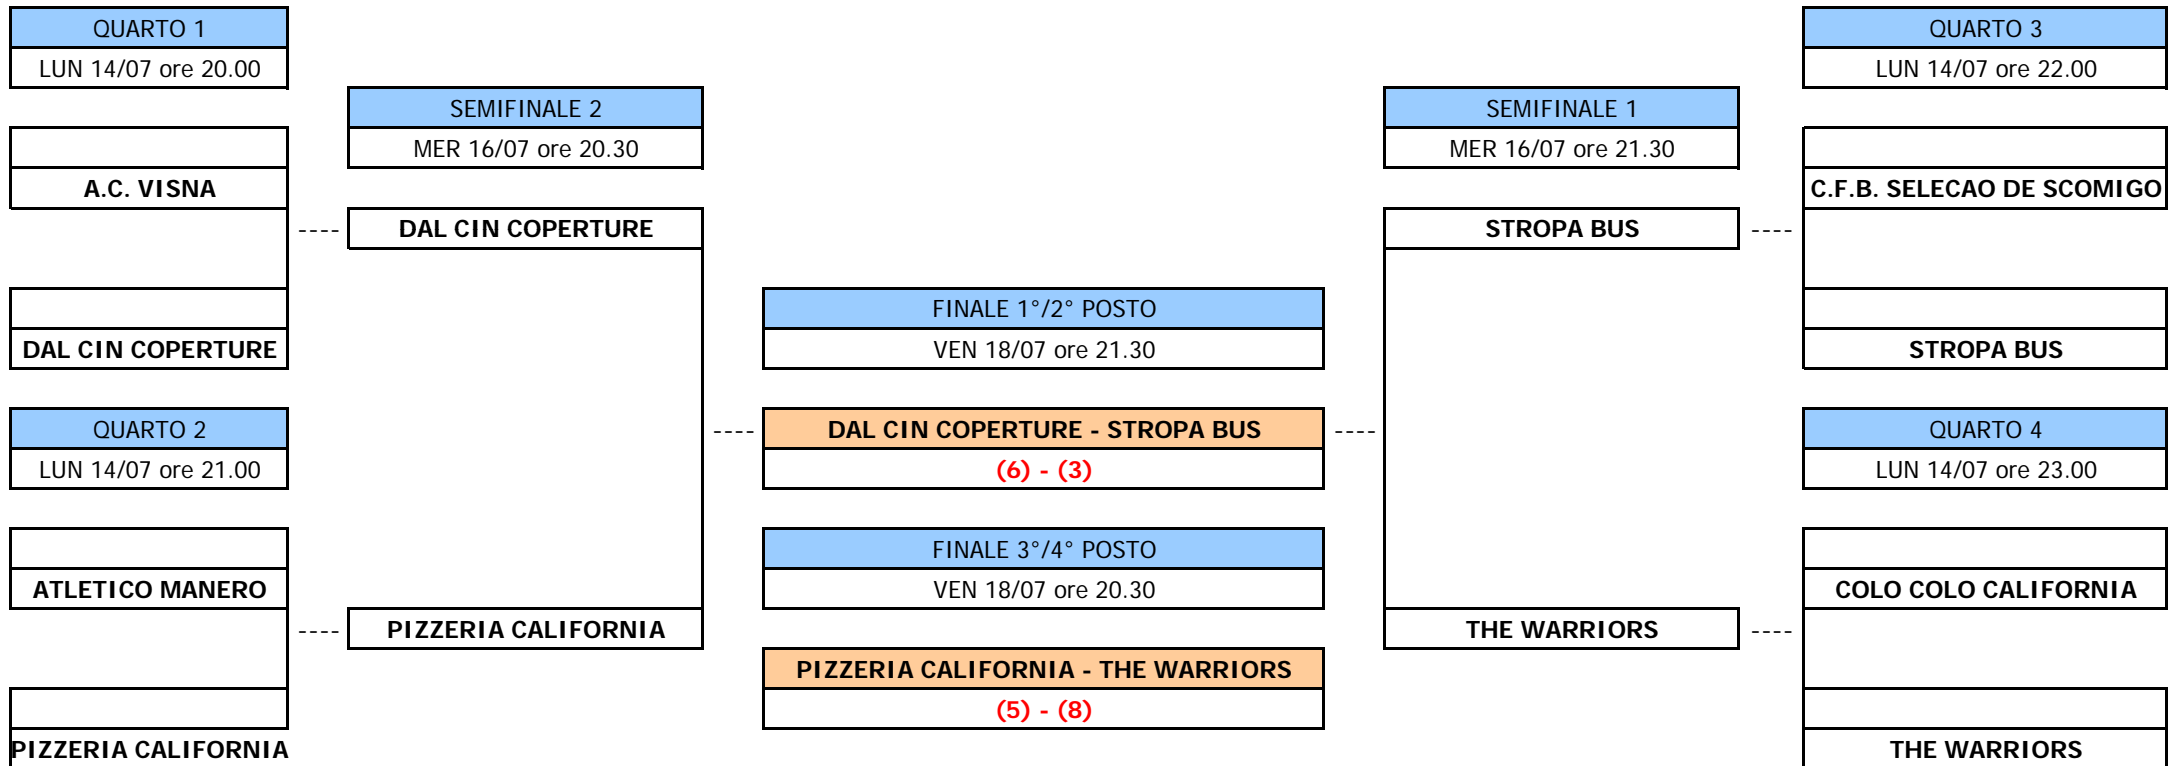 QUARTO 1
LUN 14/07 ore 20.00
A.C. VISNA
DAL CIN COPERTURE
QUARTO 2
LUN 14/07 ore 21.00
ATLETICO MANERO
PIZZERIA CALIFORNIA
SEMIFINALE 2
MER 16/07 ore 20.30
----
DAL CIN COPERTURE
----
PIZZERIA CALIFORNIA
FINALE 1°/2° POSTO
VEN 18/07 ore 21.30
----
DAL CIN COPERTURE - STROPA BUS
----
(6) - (3)
FINALE 3°/4° POSTO
VEN 18/07 ore 20.30
PIZZERIA CALIFORNIA - THE WARRIORS
(5) - (8)
SEMIFINALE 1
MER 16/07 ore 21.30
STROPA BUS
----
THE WARRIORS
----
QUARTO 3
LUN 14/07 ore 22.00
C.F.B. SELECAO DE SCOMIGO
STROPA BUS
QUARTO 4
LUN 14/07 ore 23.00
COLO COLO CALIFORNIA
THE WARRIORS